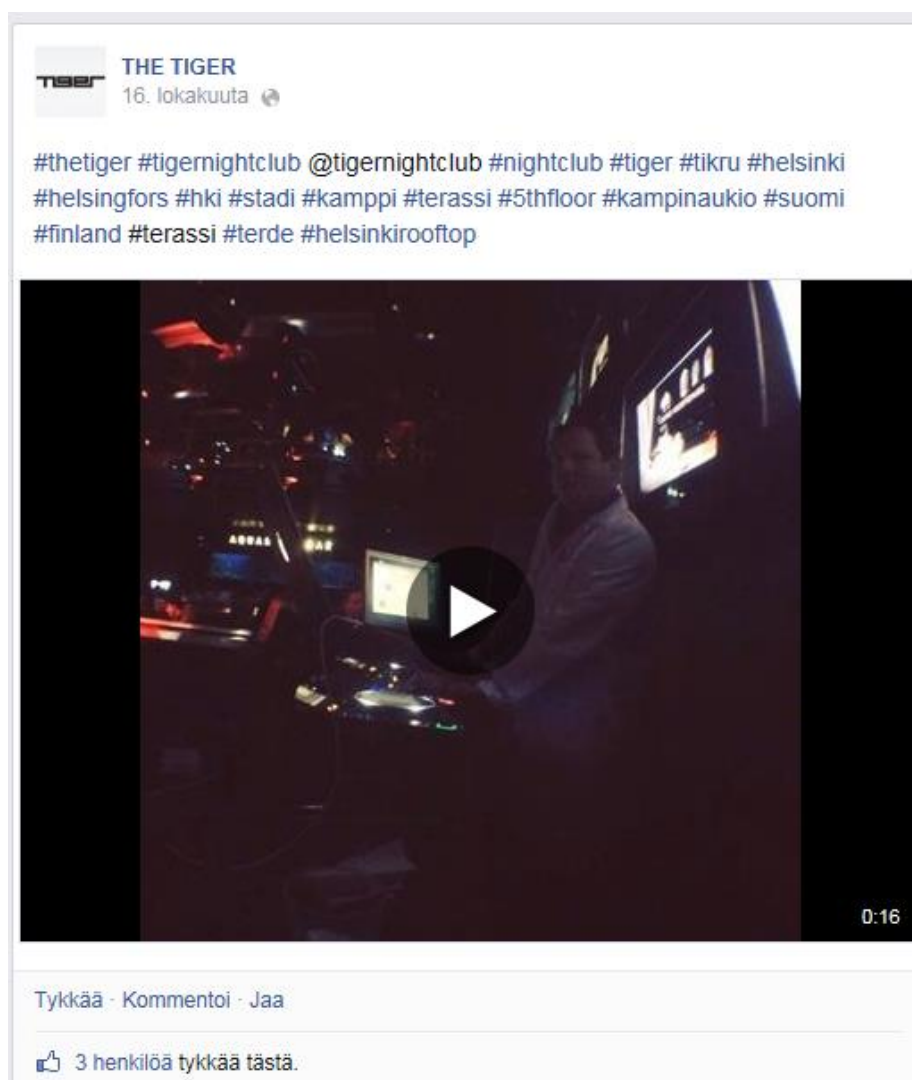 TIGER
THE TIGER
16. lokakuuta
#thetiger #tigernightclub @tigernightclub #nightclub #tiger #tikru #helsinki
#helsingfors #hki #stadi #kamppi #terassi #5thfloor #kampinaukio #suomi
#finland #terassi #terde #helsinkirooftop
0:16
Tykkää · Kommentoi · Jaa
3 henkilöä tykkää tästä.